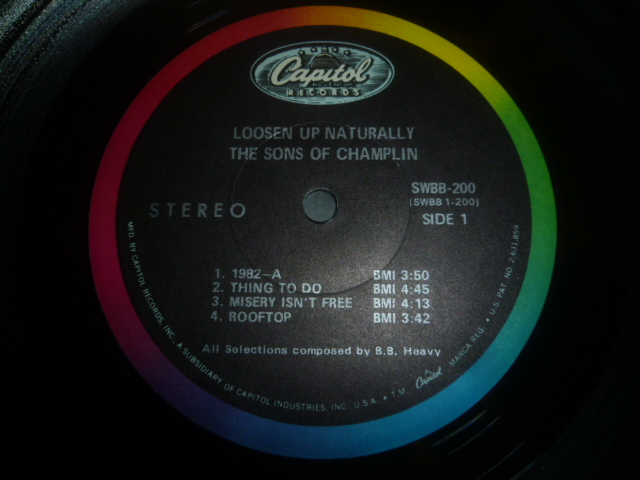 Capitol
RECORDS
LOOSEN UP NATURALLY
THE SONS OF CHAMPLIN
STEREO
SWBB-200
(SWBB 1-200)
SIDE 1
1. 1982-A BMI 3:50
2. THING TO DO BMI 4:45
3. MISERY ISN'T FREE BMI 4:13
4. ROOFTOP BMI 3:42
All Selections composed by B.B. Heavy
MFD. BY CAPITOL RECORDS, INC. A SUBSIDIARY OF CAPITOL INDUSTRIES, INC. U.S.A. • T.M. Capitol MARCA REG. • U.S. PAT. NO. 2,631,859